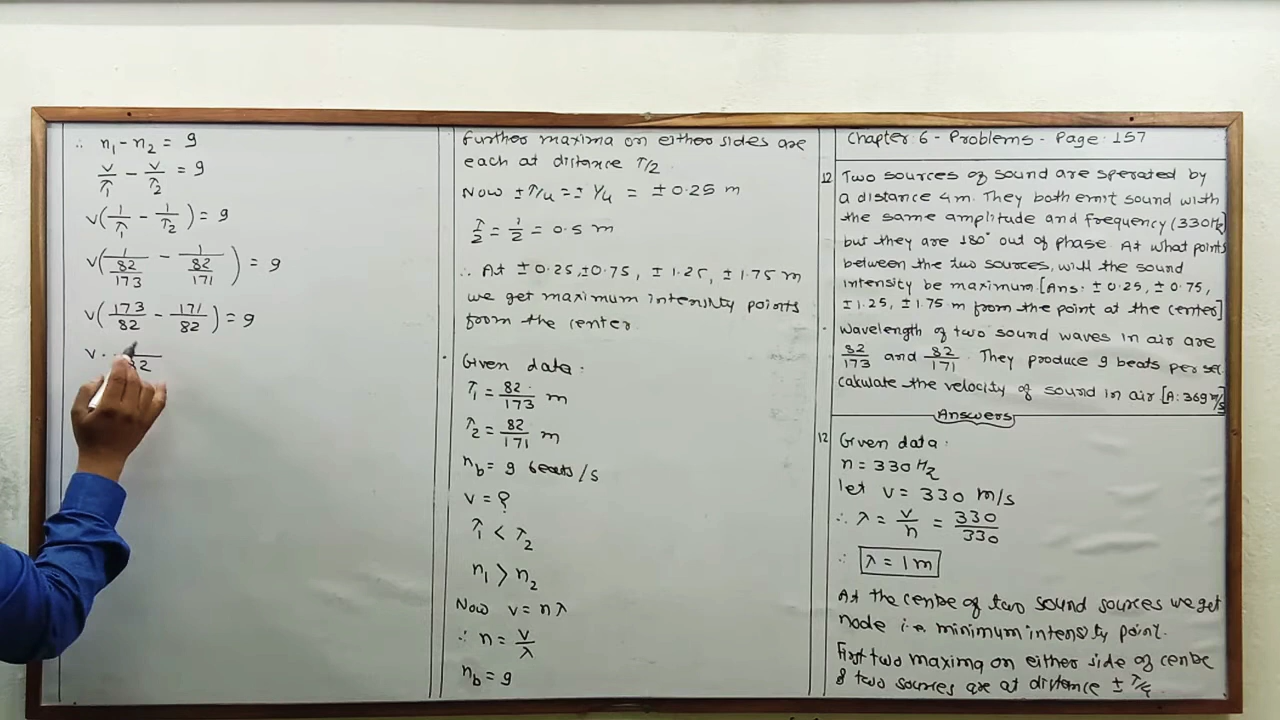 ∴ n₁ - n₂ = 9
v/λ₁ - v/λ₂ = 9
v(1/λ₁ - 1/λ₂) = 9
v(1/(82/173) - 1/(82/171)) = 9
v(173/82 - 171/82) = 9
v. /82
Further maxima on either sides are
each at distance λ/2
Now ±λ/4 = ± 1/4 = ± 0.25 m
λ/2 = 1/2 = 0.5 m
∴ At ± 0.25, ± 0.75, ± 1.25, ± 1.75 m
we get maximum intensity points
from the center.
Given data:
λ₁ = 82/173 m
λ₂ = 82/171 m
n_b = 9 beats/s
v = ?
λ₁ < λ₂
n₁ > n₂
Now v = nλ
∴ n = v/λ
n_b = 9
Chapter: 6 - Problems - Page: 157
12 Two sources of sound are sperated by
a distance 4m. They both emit sound with
the same amplitude and frequency (330Hz)
but they are 180° out of phase. At what points
between the two sources, will the sound
intensity be maximum. [Ans: ± 0.25, ± 0.75,
± 1.25, ± 1.75 m from the point at the center]
• Wavelength of two sound waves in air are
82/173 and 82/171. They produce 9 beats per sec.
calculate the velocity of sound in air [A: 369 m/s]
Answers
12 Given data:
n = 330 Hz
let v = 330 m/s
∴ λ = v/n = 330/330
∴ λ = 1m
At the centre of two sound sources we get
node i.e. minimum intensity point.
First two maxima on either side of centre
& two sources are at distance ± λ/4